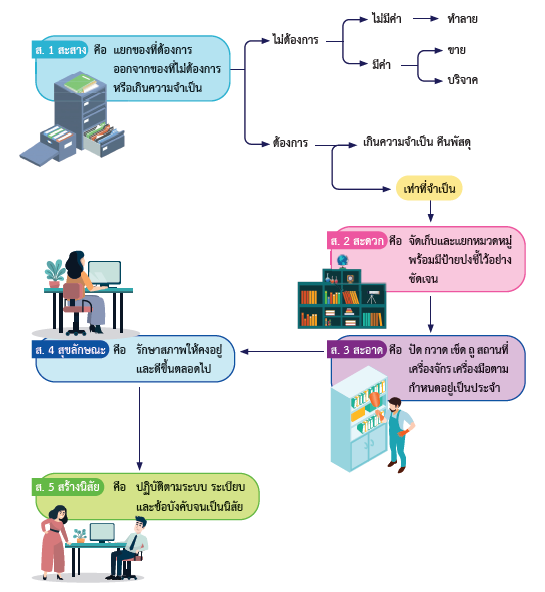 ส. 1 สะสาง คือ แยกของที่ต้องการ
ออกจากของที่ไม่ต้องการ
หรือเกินความจำเป็น
ไม่ต้องการ
ไม่มีค่า
ทำลาย
มีค่า
ขาย
บริจาค
ต้องการ
เกินความจำเป็น คืนพัสดุ
เท่าที่จำเป็น
ส. 2 สะดวก คือ จัดเก็บและแยกหมวดหมู่
พร้อมมีป้ายบ่งชี้ไว้อย่าง
ชัดเจน
ส. 3 สะอาด คือ ปัด กวาด เช็ด ถู สถานที่
เครื่องจักร เครื่องมือตาม
กำหนดอยู่เป็นประจำ
ส. 4 สุขลักษณะ คือ รักษาสภาพให้คงอยู่
และดีขึ้นตลอดไป
ส. 5 สร้างนิสัย คือ ปฏิบัติตามระบบ ระเบียบ
และข้อบังคับจนเป็นนิสัย